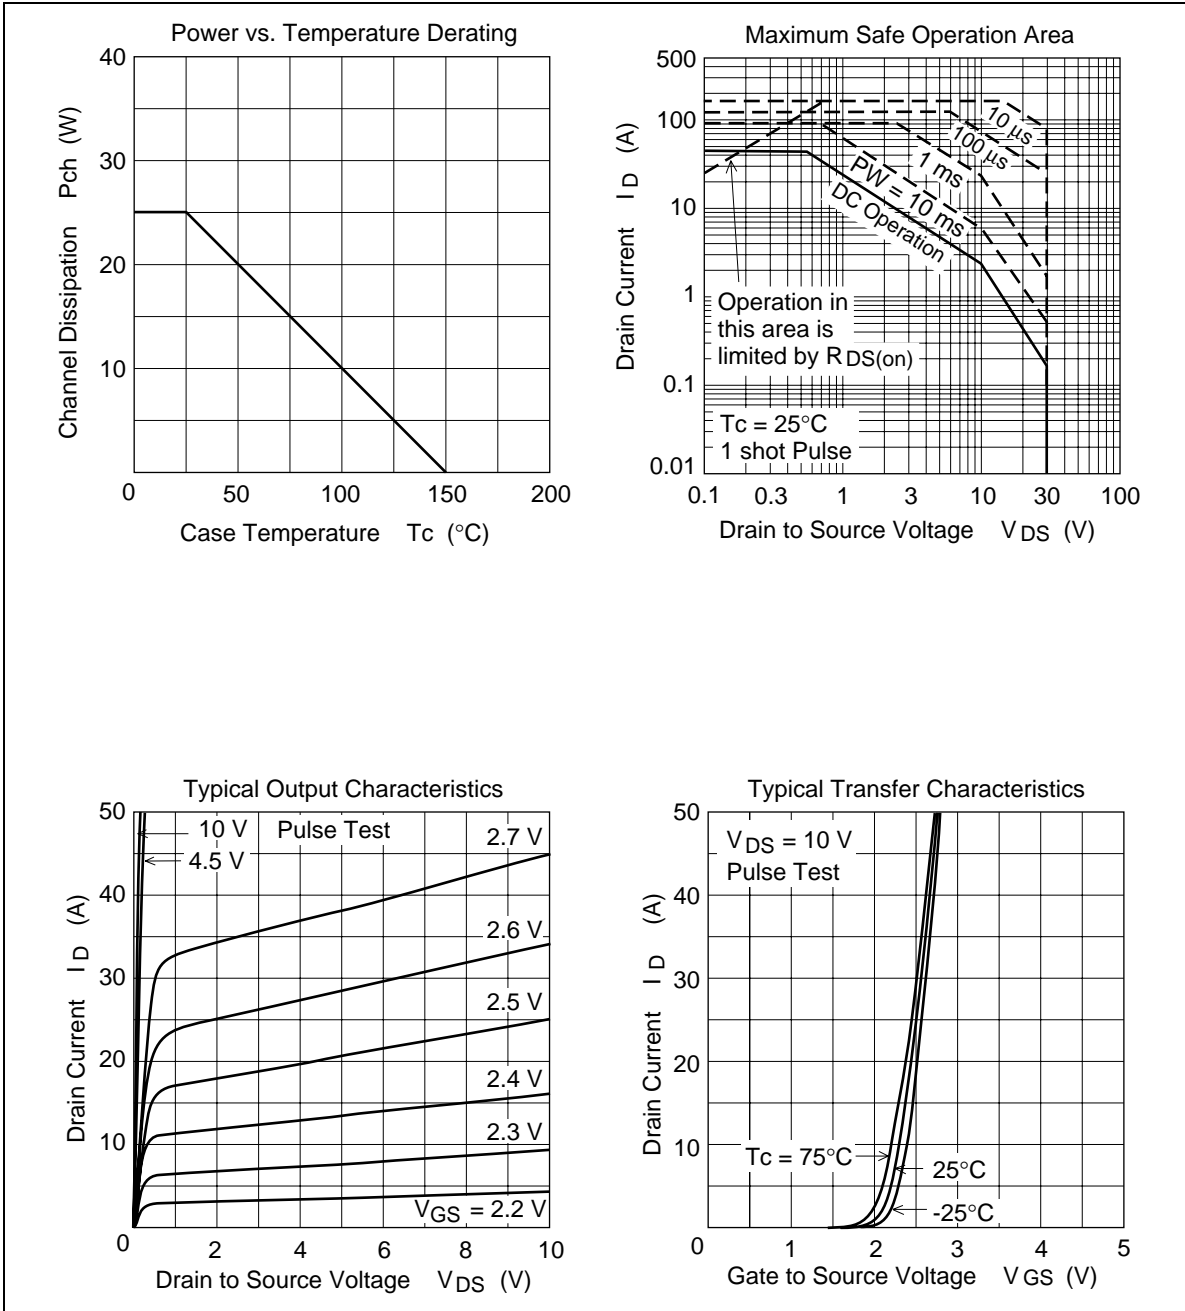 Power vs. Temperature Derating
40
30
20
10
0
50
100
150
200
Channel Dissipation Pch (W)
Case Temperature Tc (°C)
Maximum Safe Operation Area
500
100
10
1
0.1
0.01
0.1
0.3
1
3
10
30
100
Drain Current I D (A)
Drain to Source Voltage V DS (V)
10 µs
100 µs
1 ms
PW = 10 ms
DC Operation
Operation in
this area is
limited by R DS(on)
Tc = 25°C
1 shot Pulse
Typical Output Characteristics
50
40
30
20
10
0
2
4
6
8
10
Drain Current I D (A)
Drain to Source Voltage V DS (V)
10 V
Pulse Test
4.5 V
2.7 V
2.6 V
2.5 V
2.4 V
2.3 V
VGS = 2.2 V
Typical Transfer Characteristics
50
40
30
20
10
0
1
2
3
4
5
Drain Current I D (A)
Gate to Source Voltage V GS (V)
V DS = 10 V
Pulse Test
Tc = 75°C
25°C
-25°C